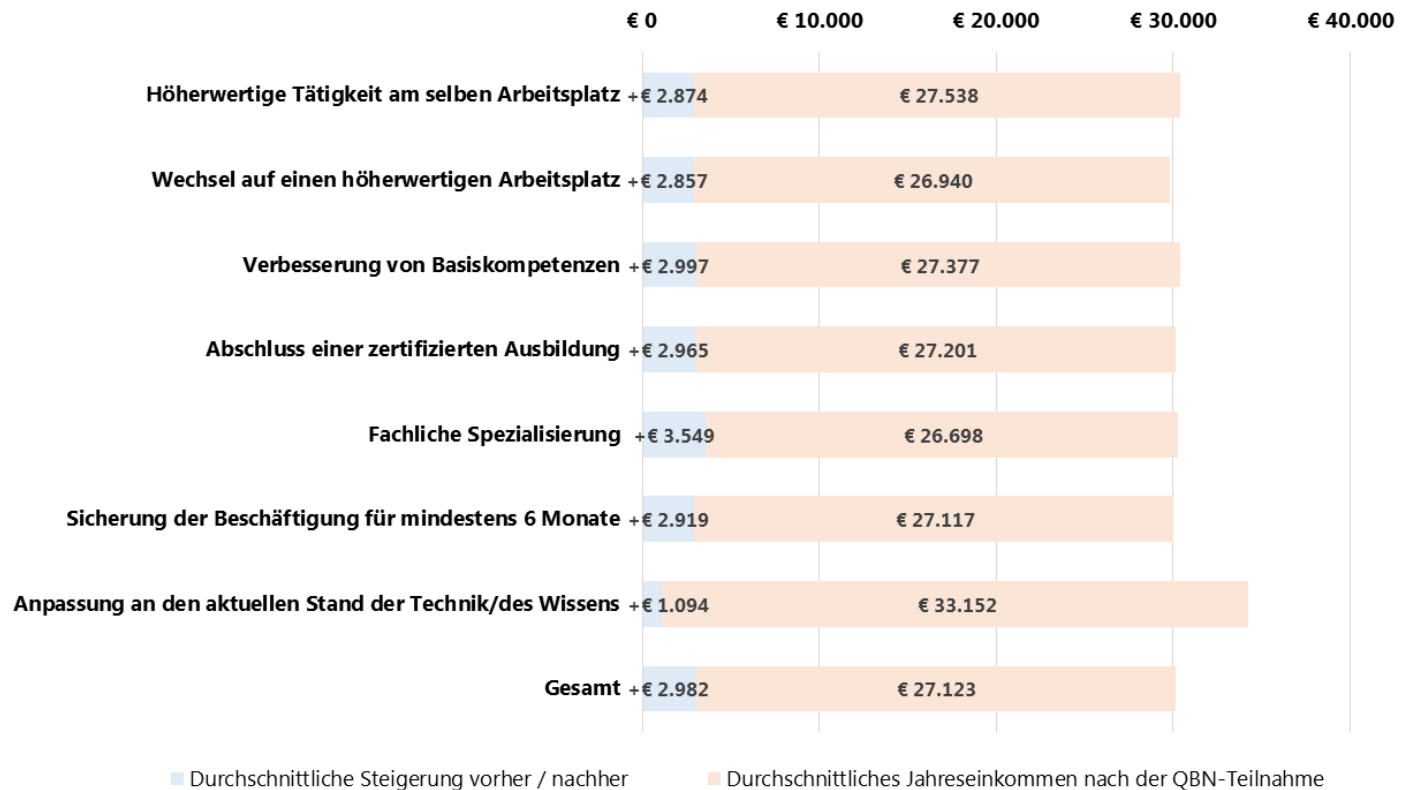 € 0 € 10.000 € 20.000 € 30.000 € 40.000
Höherwertige Tätigkeit am selben Arbeitsplatz +€ 2.874 € 27.538
Wechsel auf einen höherwertigen Arbeitsplatz +€ 2.857 € 26.940
Verbesserung von Basiskompetenzen +€ 2.997 € 27.377
Abschluss einer zertifizierten Ausbildung +€ 2.965 € 27.201
Fachliche Spezialisierung +€ 3.549 € 26.698
Sicherung der Beschäftigung für mindestens 6 Monate +€ 2.919 € 27.117
Anpassung an den aktuellen Stand der Technik/des Wissens +€ 1.094 € 33.152
Gesamt +€ 2.982 € 27.123
Durchschnittliche Steigerung vorher / nachher Durchschnittliches Jahreseinkommen nach der QBN-Teilnahme